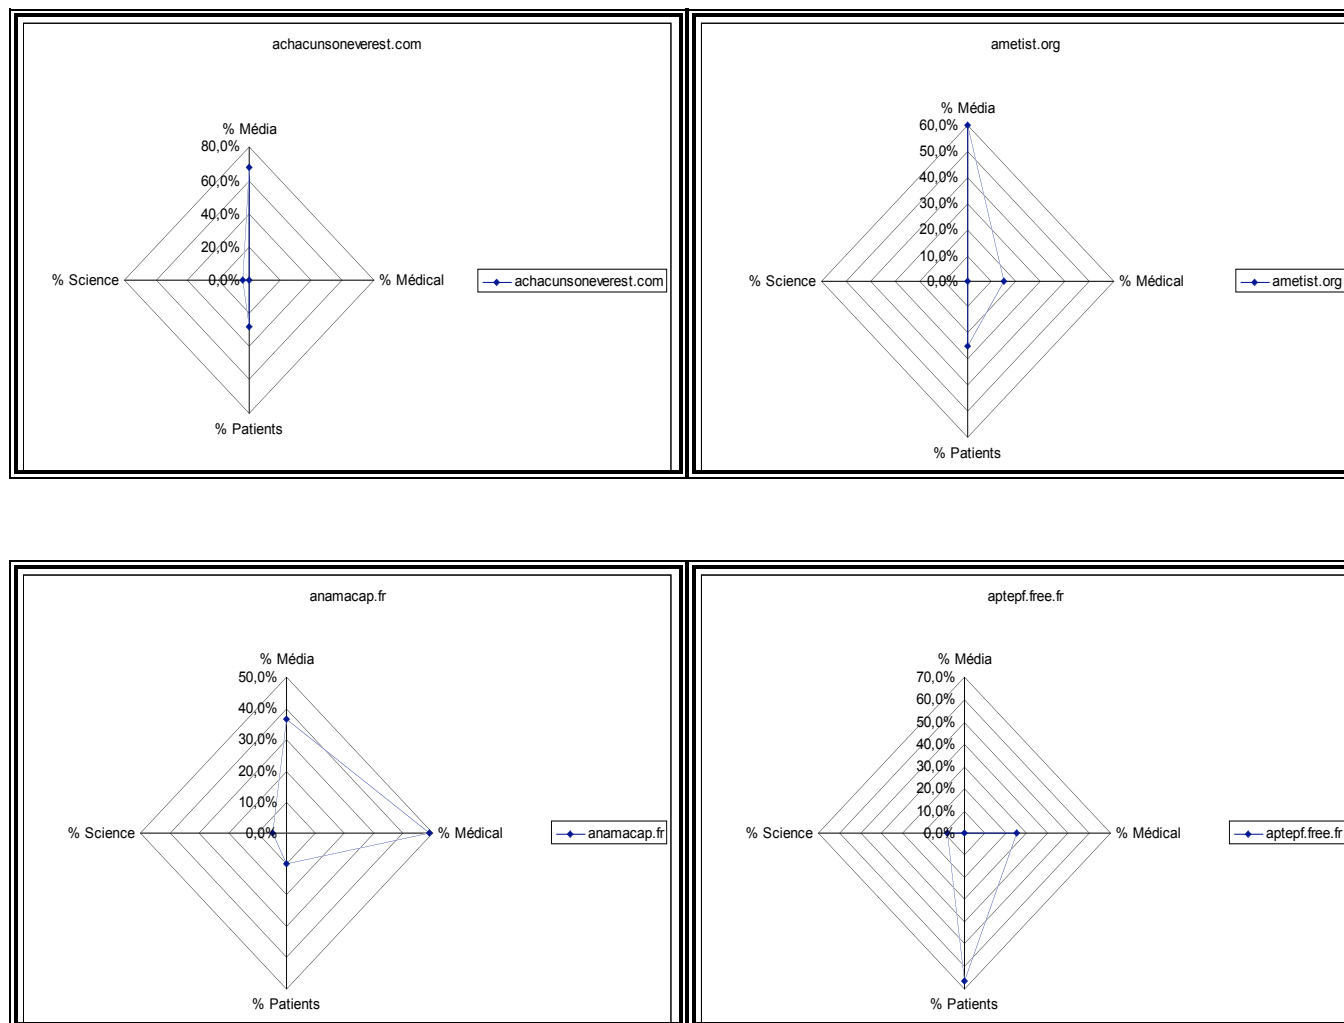 achacunsoneverest.com
% Média
80,0%
60,0%
40,0%
20,0%
% Science
0,0%
% Médical
achacunsoneverest.com
% Patients
ametist.org
% Média
60,0%
50,0%
40,0%
30,0%
20,0%
10,0%
% Science
0,0%
% Médical
ametist.org
% Patients
anamacap.fr
% Média
50,0%
40,0%
30,0%
20,0%
10,0%
% Science
0,0%
% Médical
anamacap.fr
% Patients
aptepf.free.fr
% Média
70,0%
60,0%
50,0%
40,0%
30,0%
20,0%
10,0%
% Science
0,0%
% Médical
aptepf.free.fr
% Patients